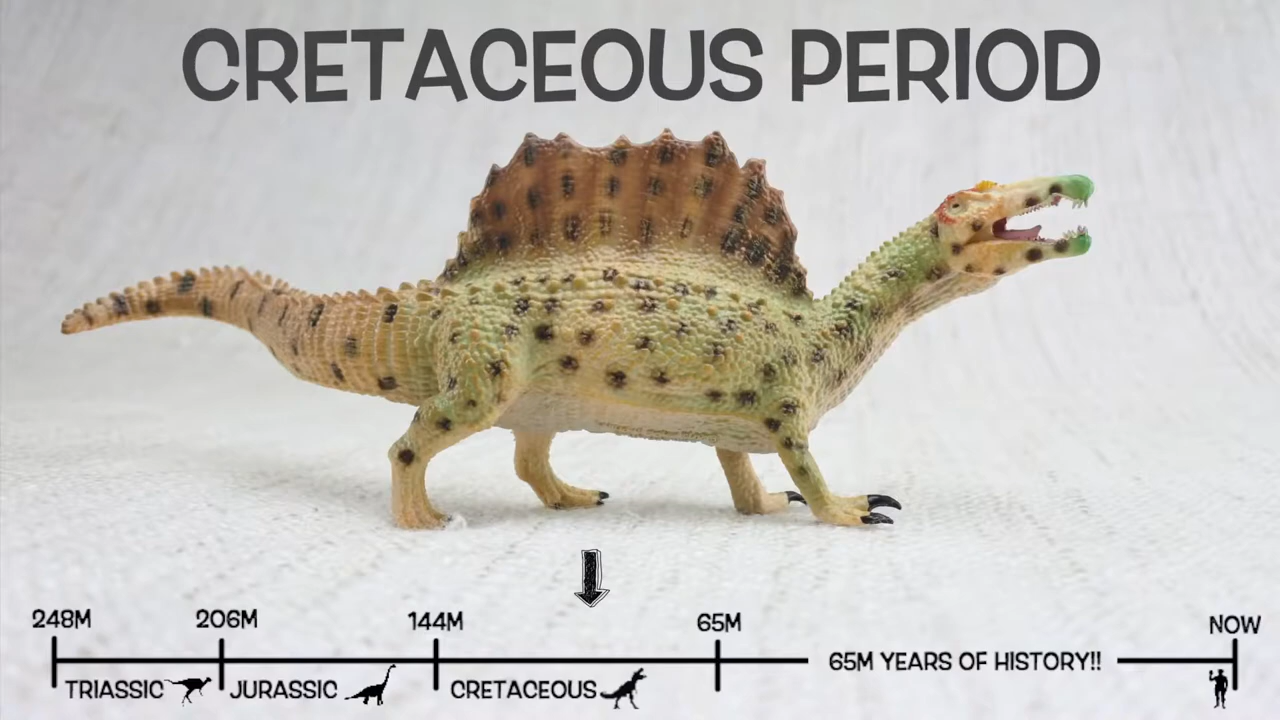 CRETACEOUS PERIOD
248M 206M 144M 65M NOW
65M YEARS OF HISTORY!!
TRIASSIC JURASSIC CRETACEOUS